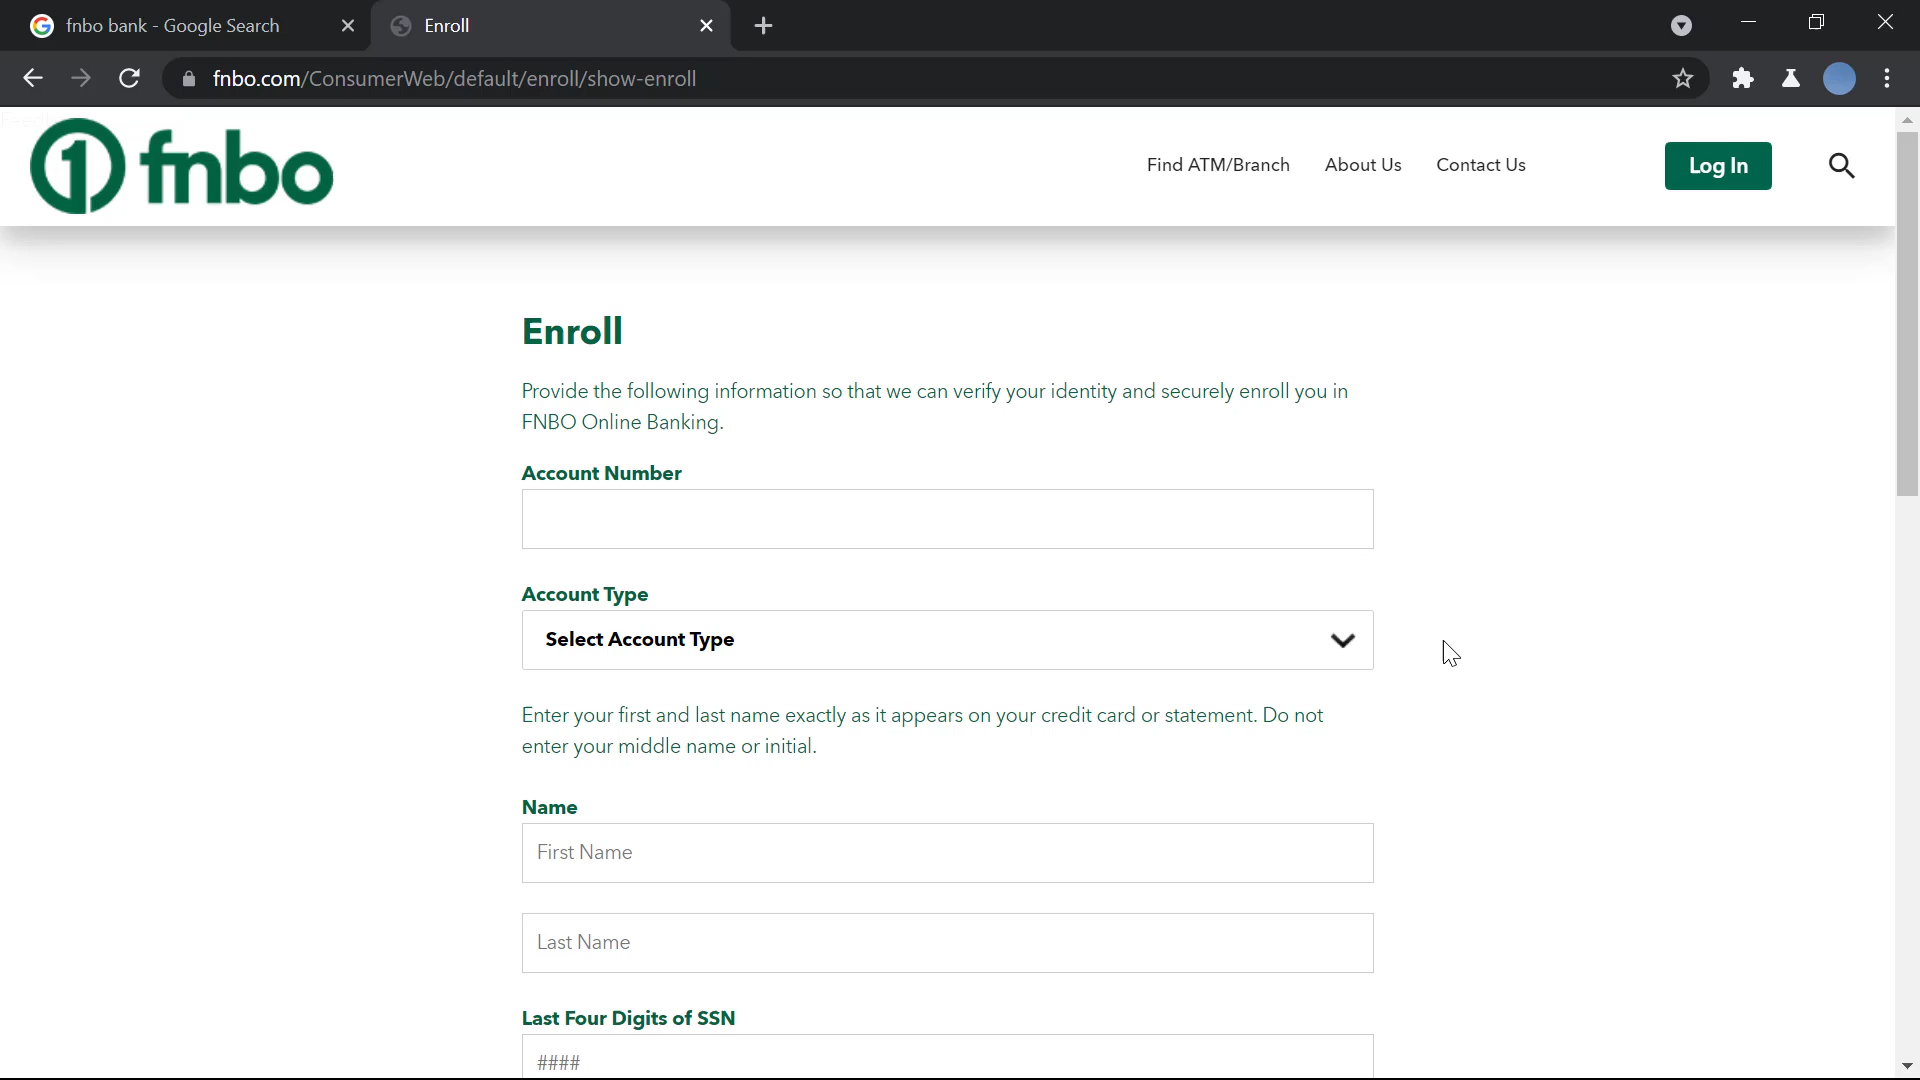 fnbo bank - Google Search
Enroll
fnbo.com/ConsumerWeb/default/enroll/show-enroll
fnbo
Find ATM/Branch
About Us
Contact Us
Log In
Enroll
Provide the following information so that we can verify your identity and securely enroll you in
FNBO Online Banking.
Account Number
Account Type
Select Account Type
Enter your first and last name exactly as it appears on your credit card or statement. Do not
enter your middle name or initial.
Name
First Name
Last Name
Last Four Digits of SSN
####